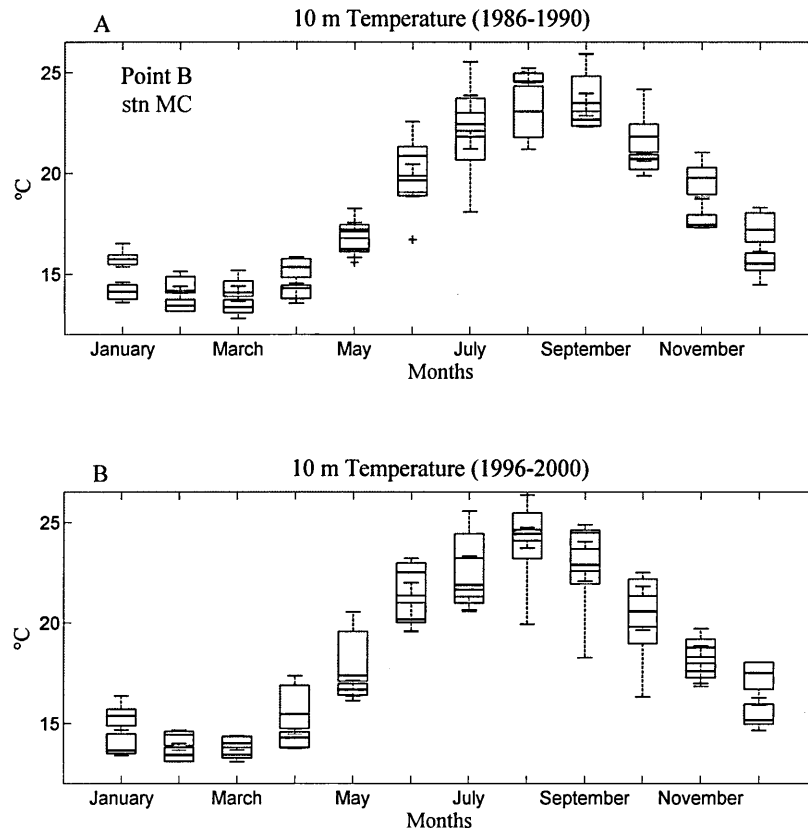 A
10 m Temperature (1986-1990)
Point B
stn MC
25
20
15
°C
January March May July September November
Months
B
10 m Temperature (1996-2000)
25
20
15
°C
January March May July September November
Months